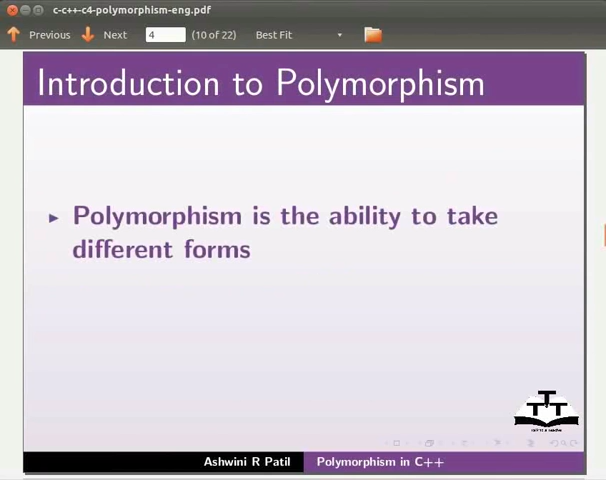 c-c++-c4-polymorphism-eng.pdf
Previous Next 4 (10 of 22) Best Fit
Introduction to Polymorphism
Polymorphism is the ability to take
different forms
Ashwini R Patil Polymorphism in C++